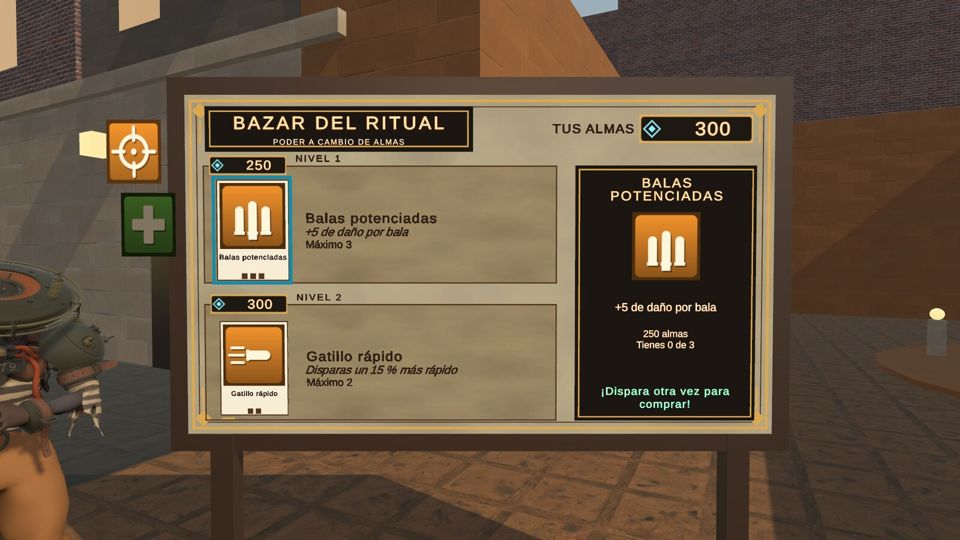 BAZAR DEL RITUAL
PODER A CAMBIO DE ALMAS
TUS ALMAS
300
250
NIVEL 1
Balas potenciadas
Balas potenciadas
+5 de daño por bala
Máximo 3
300
NIVEL 2
Gatillo rápido
Gatillo rápido
Disparas un 15 % más rápido
Máximo 2
BALAS
POTENCIADAS
+5 de daño por bala
250 almas
Tienes 0 de 3
¡Dispara otra vez para
comprar!